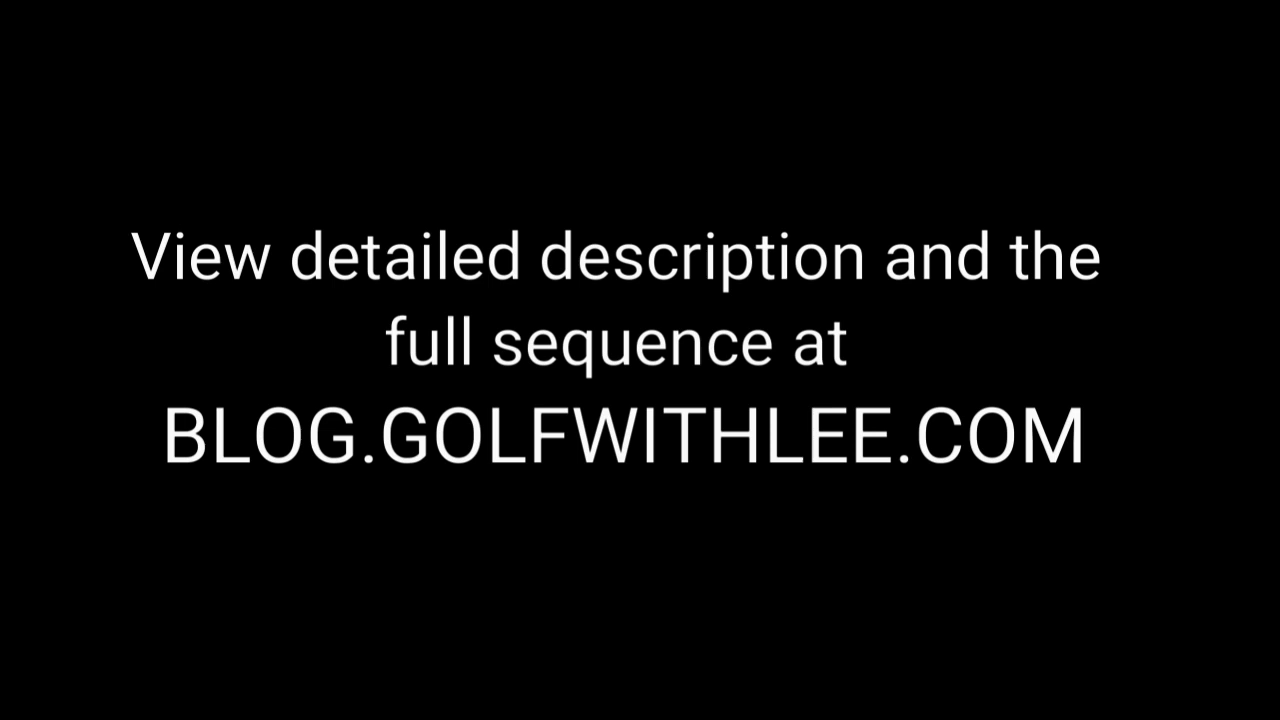 View detailed description and the
full sequence at
BLOG.GOLFWITHLEE.COM